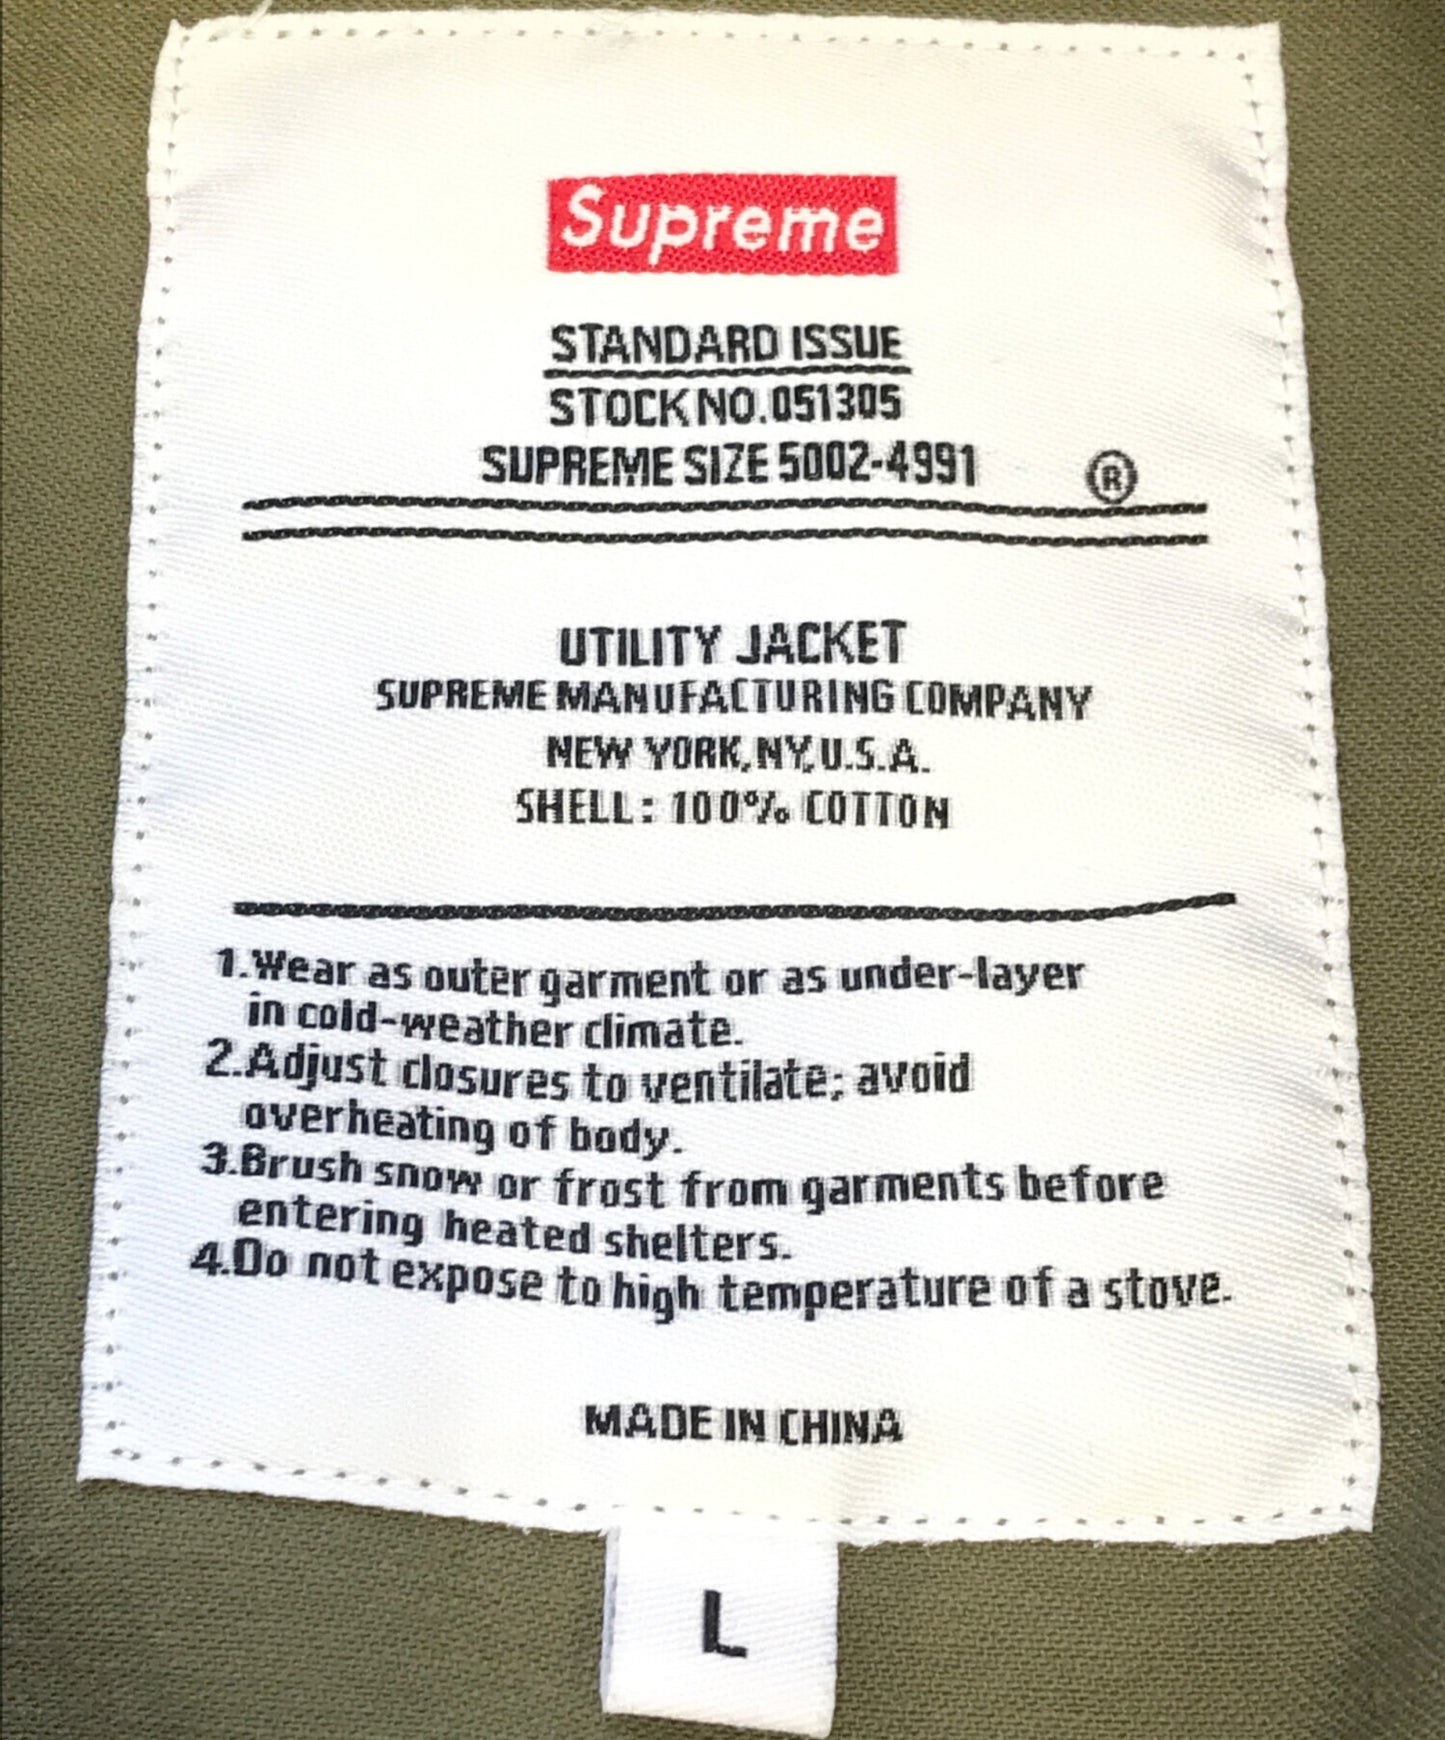 Supreme
STANDARD ISSUE
STOCK NO.051305
SUPREME SIZE 5002-4991 ®
UTILITY JACKET
SUPREME MANUFACTURING COMPANY
NEW YORK, NY, U.S.A.
SHELL: 100% COTTON
1.Wear as outer garment or as under-layer
in cold-weather climate.
2.Adjust closures to ventilate; avoid
overheating of body.
3.Brush snow or frost from garments before
entering heated shelters.
4.Do not expose to high temperature of a stove.
MADE IN CHINA
L